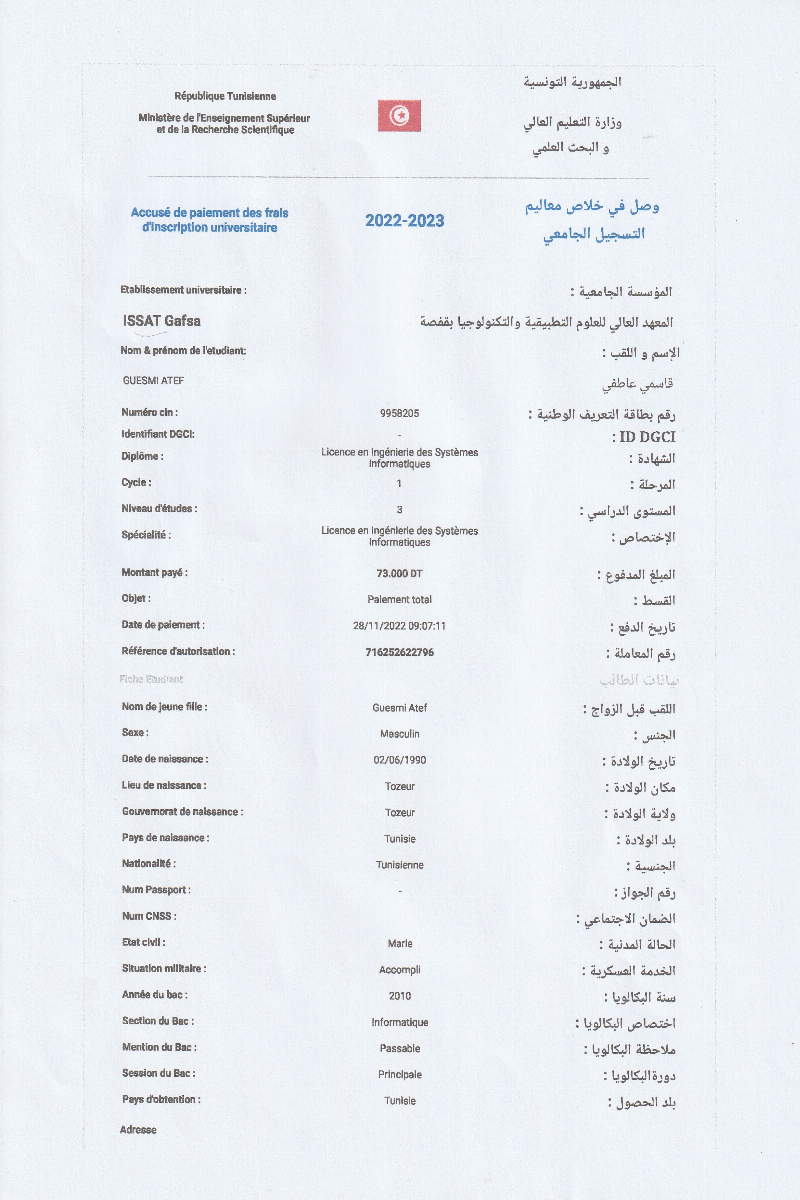 République Tunisienne
Ministère de l'Enseignement Supérieur
et de la Recherche Scientifique
الجمهورية التونسية
وزارة التعليم العالي
و البحث العلمي
Accusé de paiement des frais
d'inscription universitaire
2022-2023
وصل في خلاص معاليم
التسجيل الجامعي
Etablissement universitaire : المؤسسة الجامعية :
ISSAT Gafsa المعهد العالي للعلوم التطبيقية والتكنولوجيا بقفصة
Nom & prénom de l'etudiant: الإسم و اللقب :
GUESMI ATEF قاسمي عاطفي
Numéro cin : 9958205 رقم بطاقة التعريف الوطنية :
Identifiant DGCI: - ID DGCI :
Diplôme : Licence en Ingénierie des Systèmes
Informatiques الشهادة :
Cycle : 1 المرحلة :
Niveau d'études : 3 المستوى الدراسي :
Spécialité : Licence en Ingénierie des Systèmes
Informatiques الإختصاص :
Montant payé : 73.000 DT المبلغ المدفوع :
Objet : Paiement total القسط :
Date de paiement : 28/11/2022 09:07:11 تاريخ الدفع :
Référence d'autorisation : 716252622796 رقم المعاملة :
Fiche Etudiant بيانات الطالب
Nom de jeune fille : Guesmi Atef اللقب قبل الزواج :
Sexe : Masculin الجنس :
Date de naissance : 02/06/1990 تاريخ الولادة :
Lieu de naissance : Tozeur مكان الولادة :
Gouvernorat de naissance : Tozeur ولاية الولادة :
Pays de naissance : Tunisie بلد الولادة :
Nationalité : Tunisienne الجنسية :
Num Passport : - رقم الجواز :
Num CNSS : الضمان الاجتماعي :
Etat civil : Marie الحالة المدنية :
Situation militaire : Accompli الخدمة العسكرية :
Année du bac : 2010 سنة البكالويا :
Section du Bac : Informatique اختصاص البكالويا :
Mention du Bac : Passable ملاحظة البكالويا :
Session du Bac : Principale دورة البكالويا :
Pays d'obtention : Tunisie بلد الحصول :
Adresse